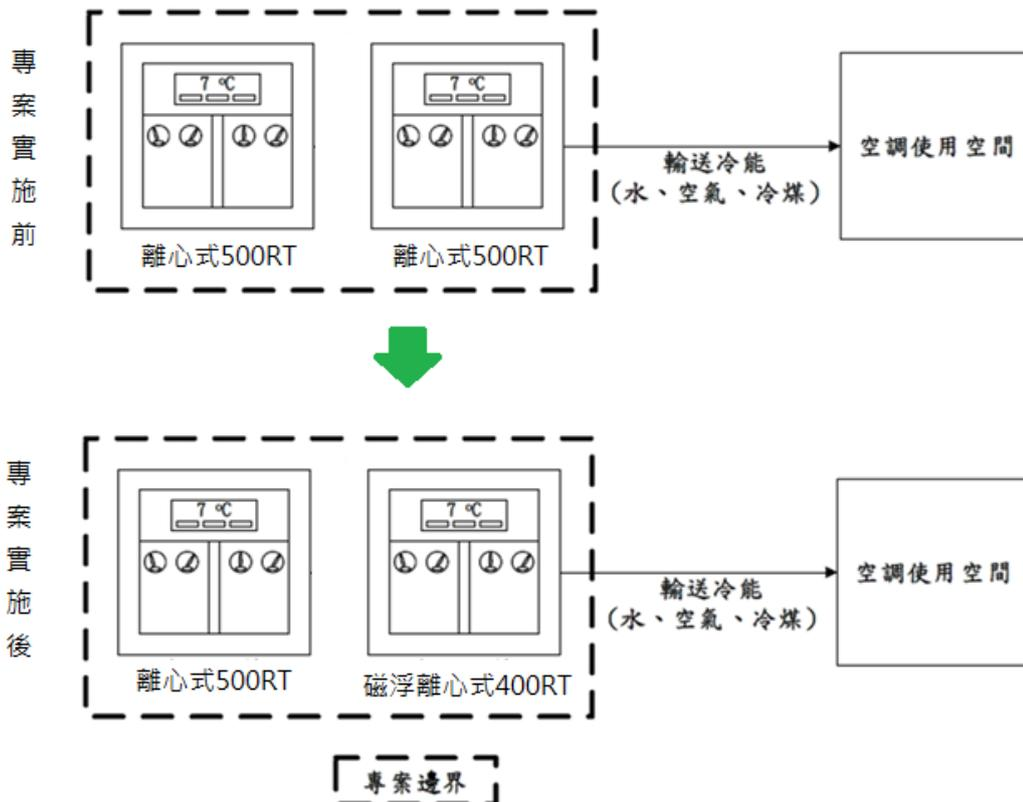 專案實施前
7 °C
7 °C
離心式500RT
離心式500RT
輸送冷能
(水、空氣、冷煤)
空調使用空間
專案實施後
7 °C
7 °C
離心式500RT
磁浮離心式400RT
輸送冷能
(水、空氣、冷煤)
空調使用空間
專案邊界